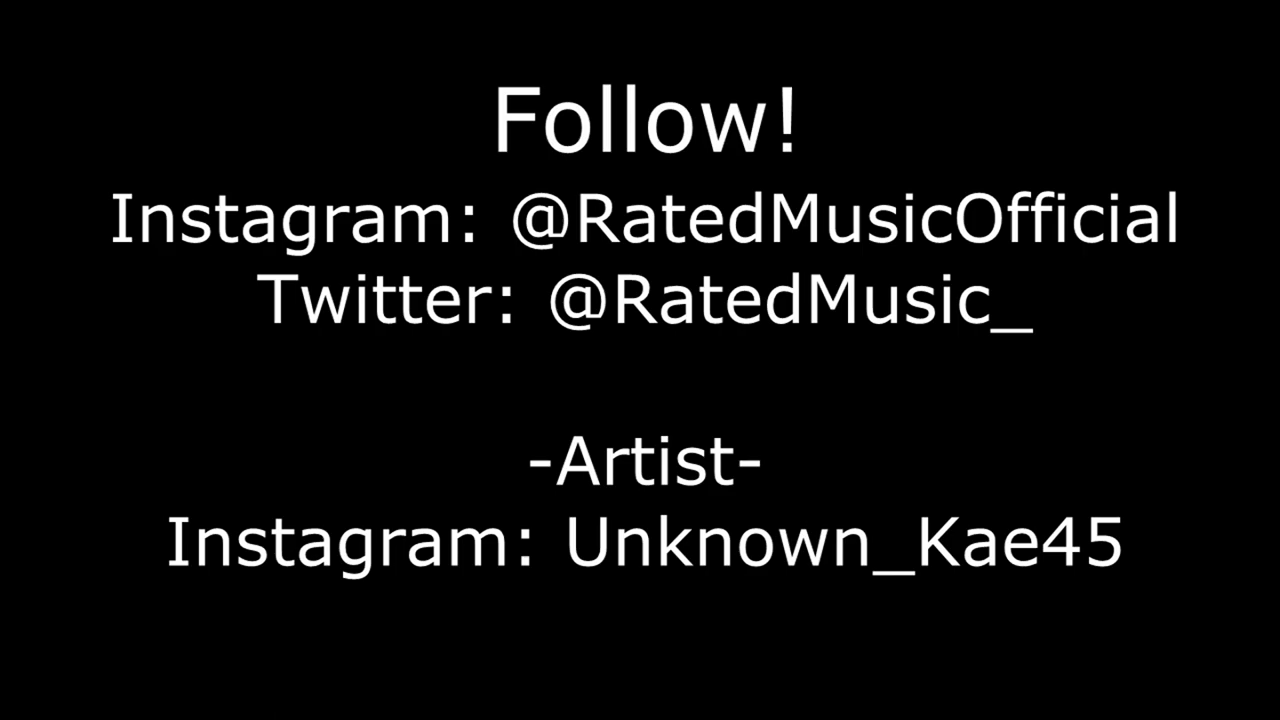 Follow!
Instagram: @RatedMusicOfficial
Twitter: @RatedMusic_
-Artist-
Instagram: Unknown_Kae45